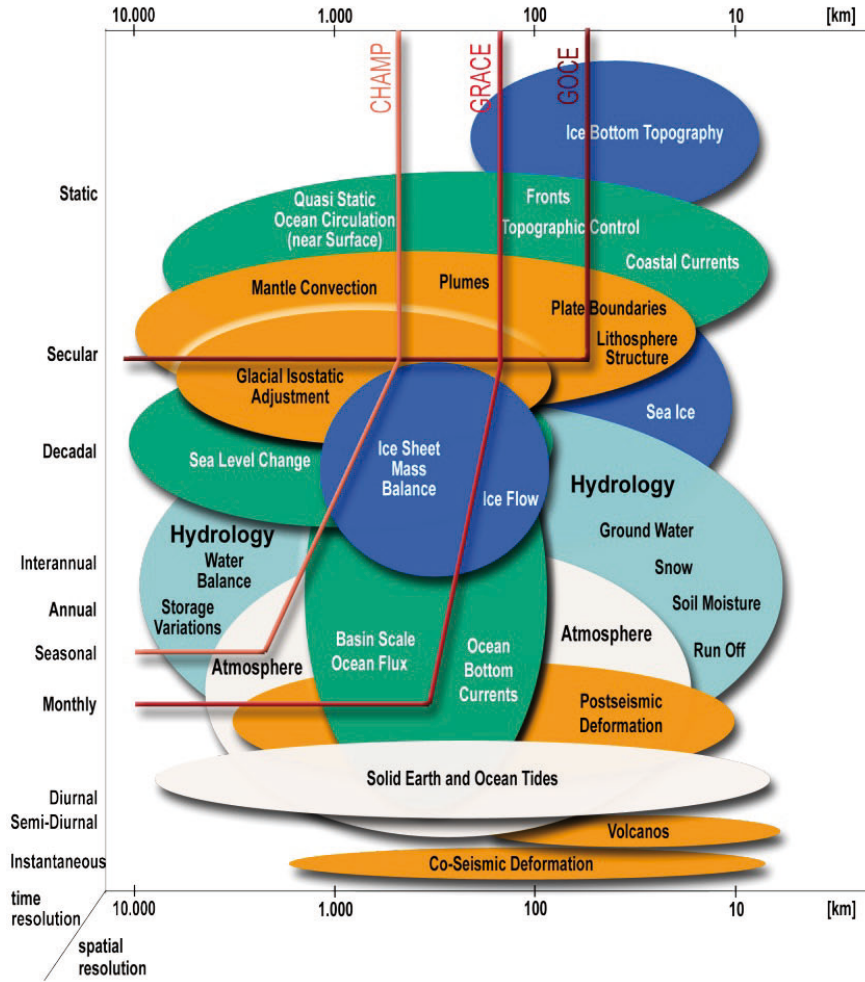 10.000 1.000 100 10 [km]
CHAMP
GRACE
GOCE
Ice Bottom Topography
Static
Quasi Static
Ocean Circulation
(near Surface)
Fronts
Topographic Control
Coastal Currents
Mantle Convection
Plumes
Plate Boundaries
Lithosphere
Structure
Secular
Glacial Isostatic
Adjustment
Sea Ice
Decadal
Sea Level Change
Ice Sheet
Mass
Balance
Ice Flow
Hydrology
Ground Water
Snow
Soil Moisture
Run Off
Hydrology
Water
Balance
Storage
Variations
Interannual
Annual
Seasonal
Atmosphere
Basin Scale
Ocean Flux
Ocean
Bottom
Currents
Atmosphere
Monthly
Postseismic
Deformation
Solid Earth and Ocean Tides
Diurnal
Semi-Diurnal
Volcanos
Instantaneous
Co-Seismic Deformation
time
resolution
10.000 1.000 100 10 [km]
spatial
resolution